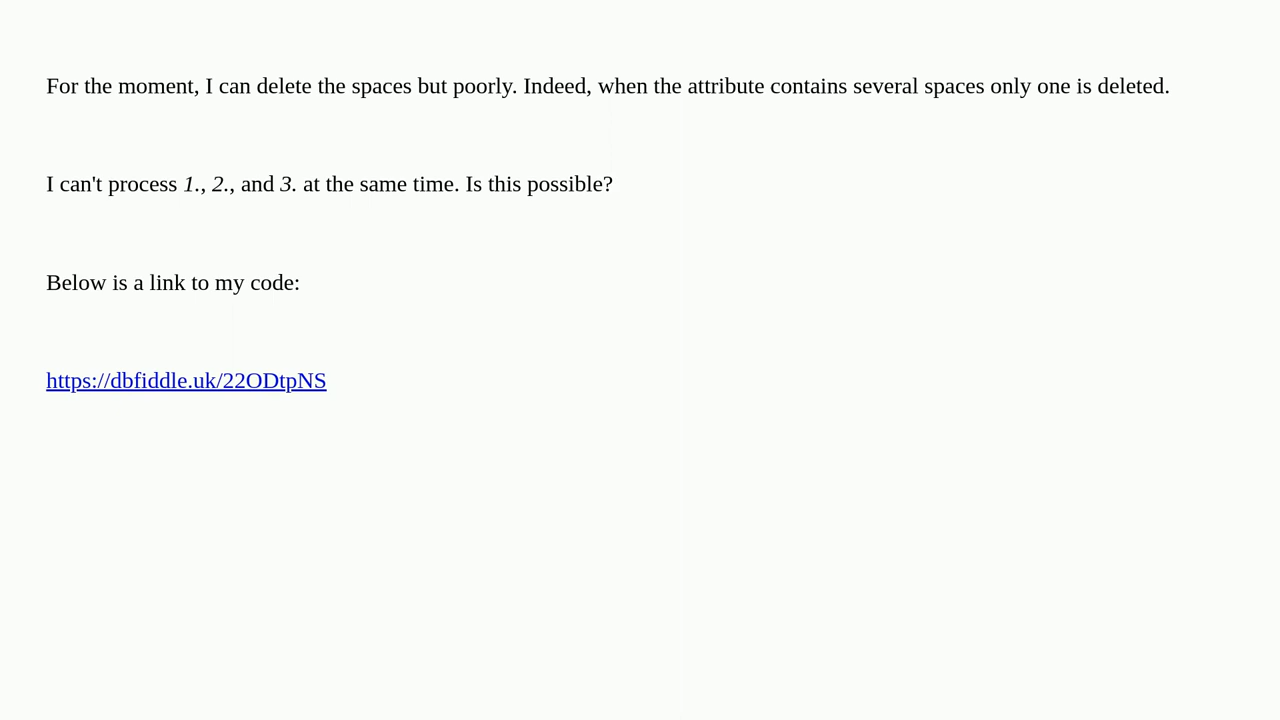 For the moment, I can delete the spaces but poorly. Indeed, when the attribute contains several spaces only one is deleted.
I can't process 1., 2., and 3. at the same time. Is this possible?
Below is a link to my code:
https://dbfiddle.uk/22ODtpNS